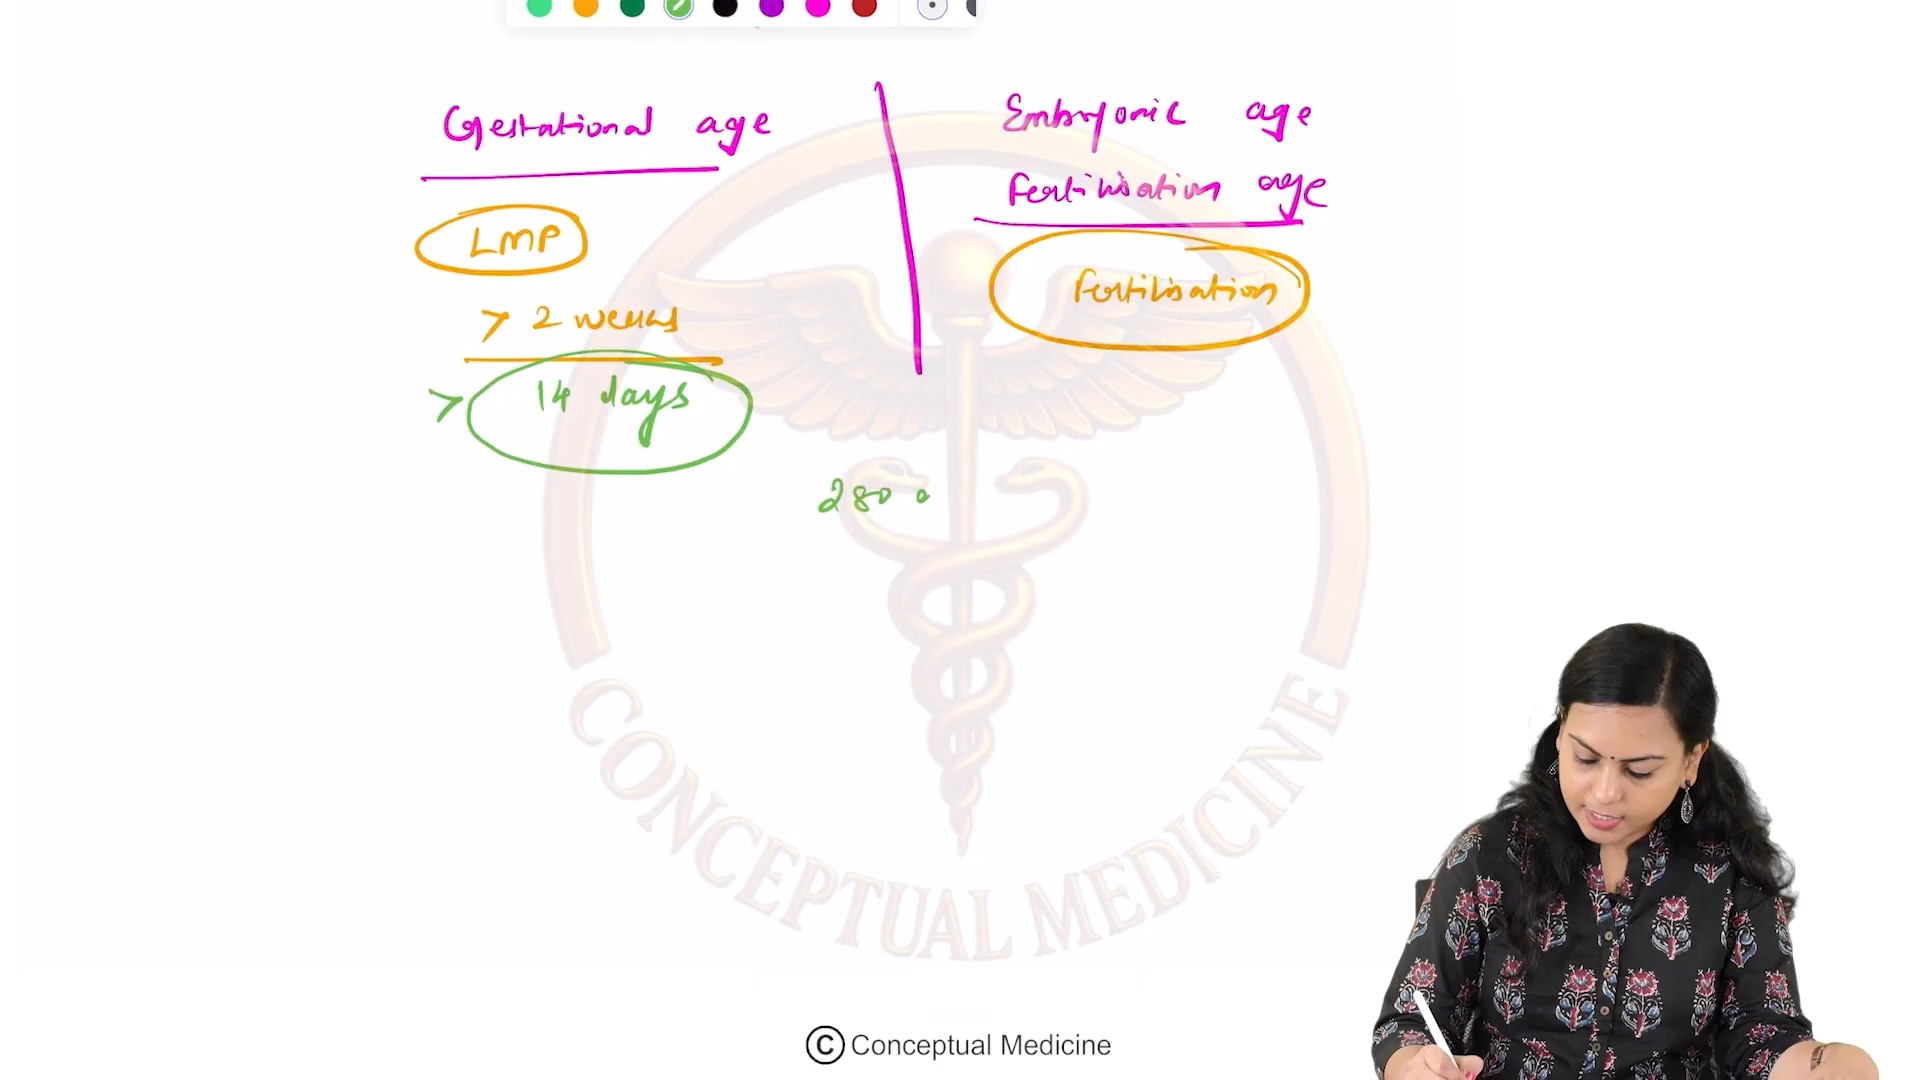 Gestational age
LMP
> 2 weeks
> 14 days
Embryonic age
Fertilisation age
Fertilisation
280
CONCEPTUAL MEDICINE
© Conceptual Medicine